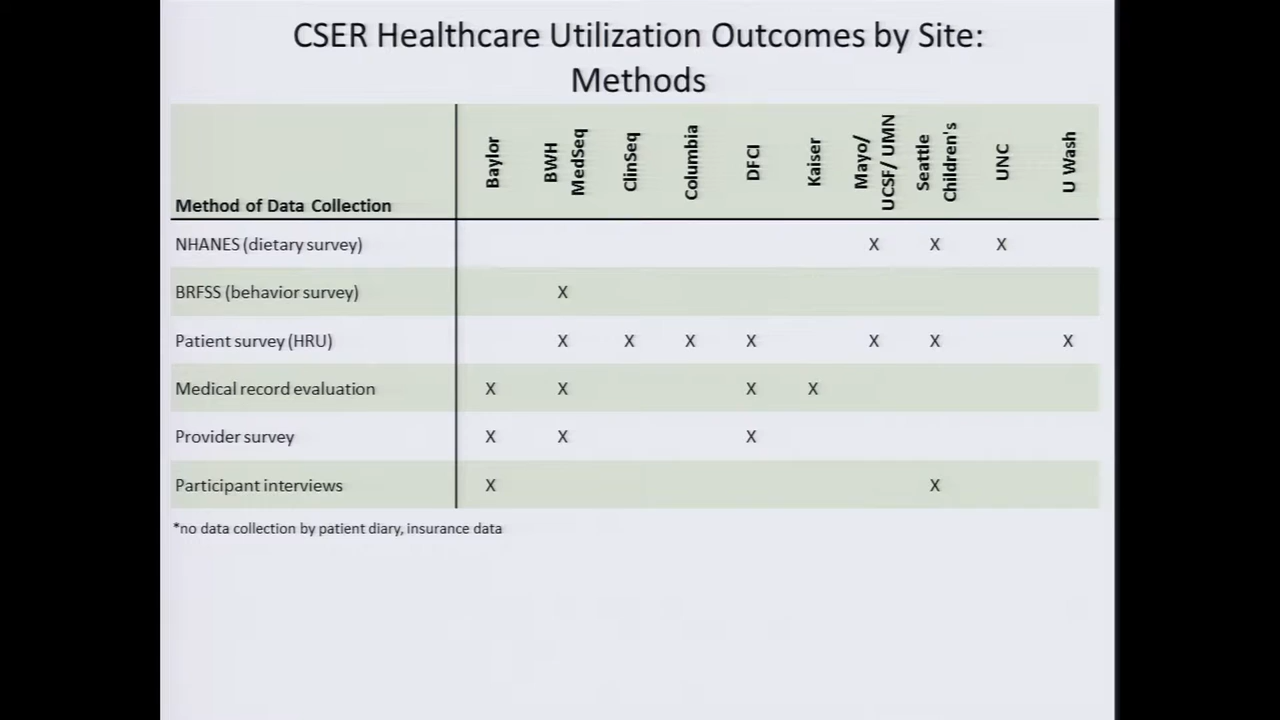 CSER Healthcare Utilization Outcomes by Site:
Methods
Method of Data Collection Baylor BWH MedSeq ClinSeq Columbia DFCI Kaiser Mayo/ UCSF/ UMN Seattle Children's UNC U Wash
NHANES (dietary survey) X X X
BRFSS (behavior survey) X
Patient survey (HRU) X X X X X X X
Medical record evaluation X X X X
Provider survey X X X
Participant interviews X X
*no data collection by patient diary, insurance data